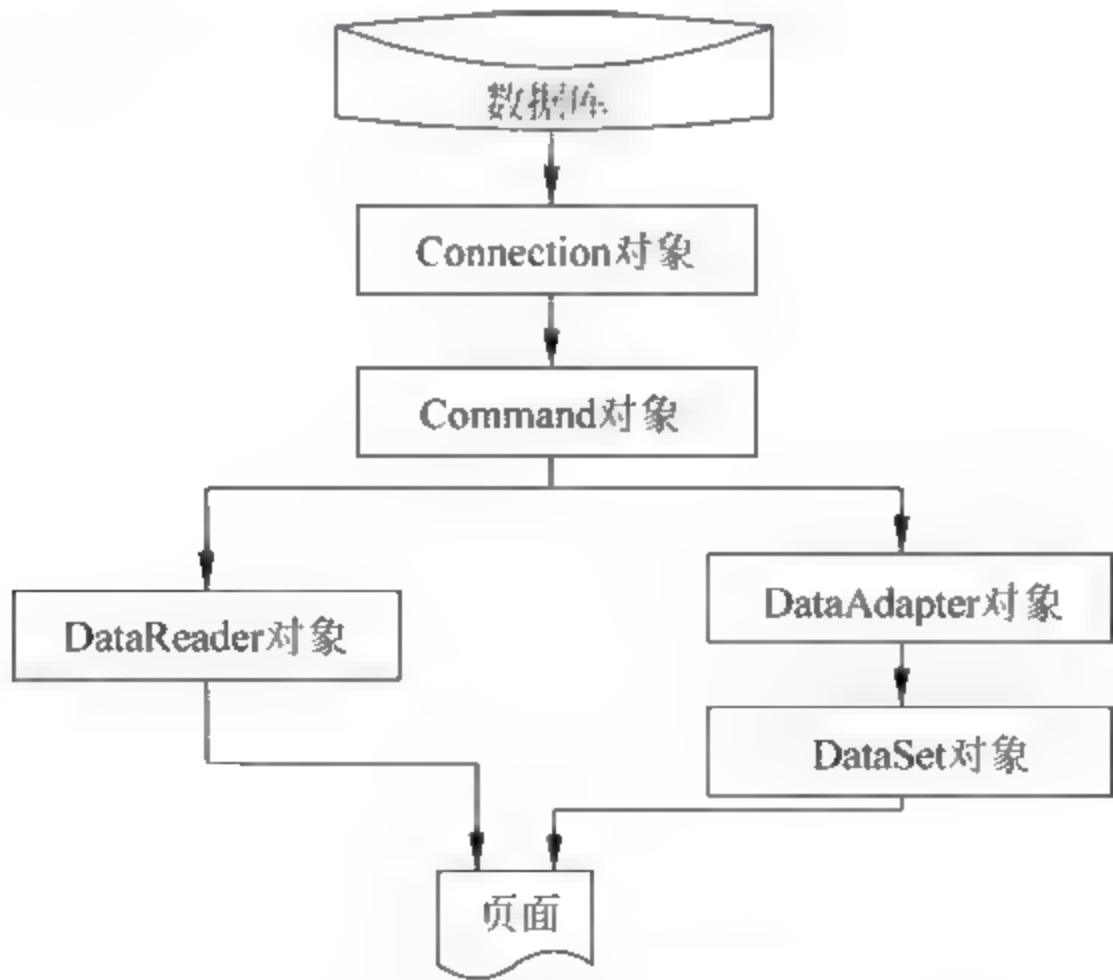 数据库
Connection对象
Command对象
DataReader对象
DataAdapter对象
DataSet对象
页面